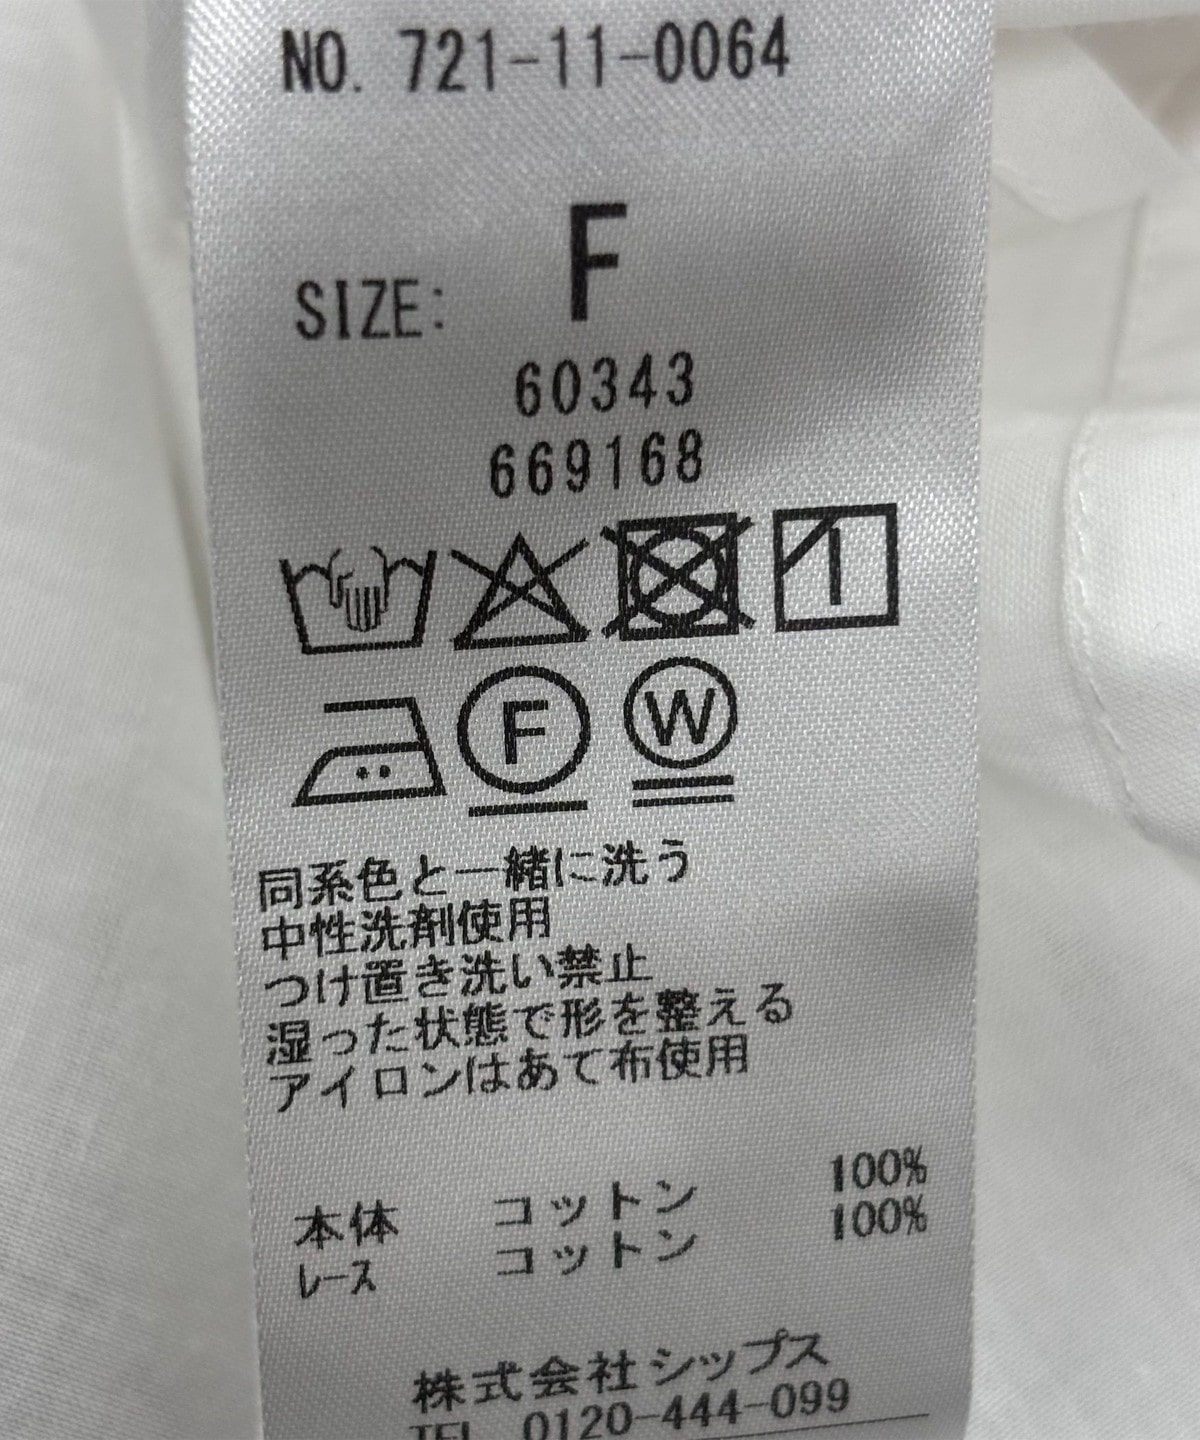 NO. 721-11-0064
SIZE: F
60343
669168
F W
同系色と一緒に洗う
中性洗剤使用
つけ置き洗い禁止
湿った状態で形を整える
アイロンはあて布使用
本体 コットン 100%
レース コットン 100%
株式会社シップス
TEL 0120-444-099